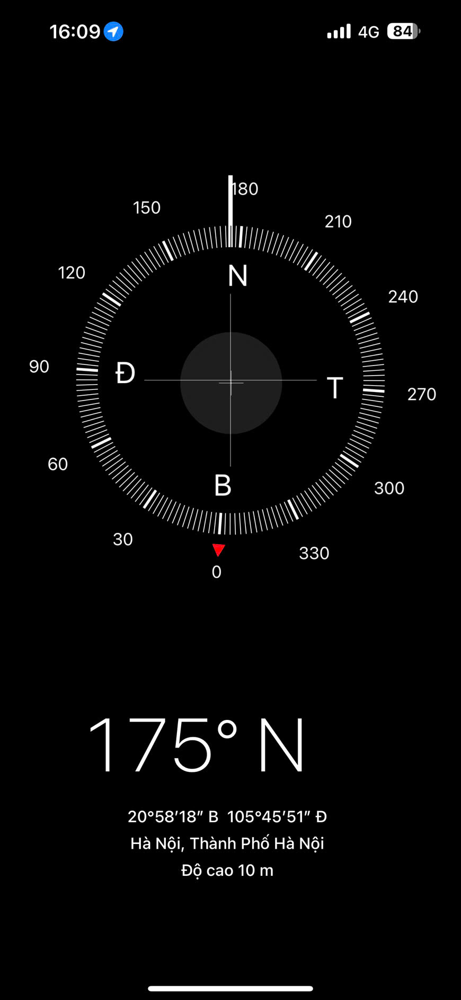 16:09 4G 84
180
150 210
120 240
N
90 Đ T 270
60 300
B
30 330
0
175° N
20°58′18″ B 105°45′51″ Đ
Hà Nội, Thành Phố Hà Nội
Độ cao 10 m